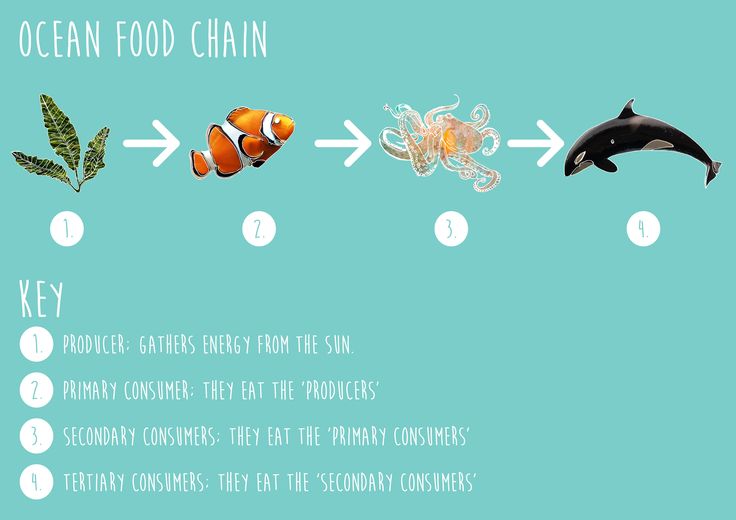 OCEAN FOOD CHAIN
1. 2. 3. 4.
KEY
1. PRODUCER; GATHERS ENERGY FROM THE SUN.
2. PRIMARY CONSUMER; THEY EAT THE 'PRODUCERS'
3. SECONDARY CONSUMERS; THEY EAT THE 'PRIMARY CONSUMERS'
4. TERTIARY CONSUMERS; THEY EAT THE 'SECONDARY CONSUMERS'